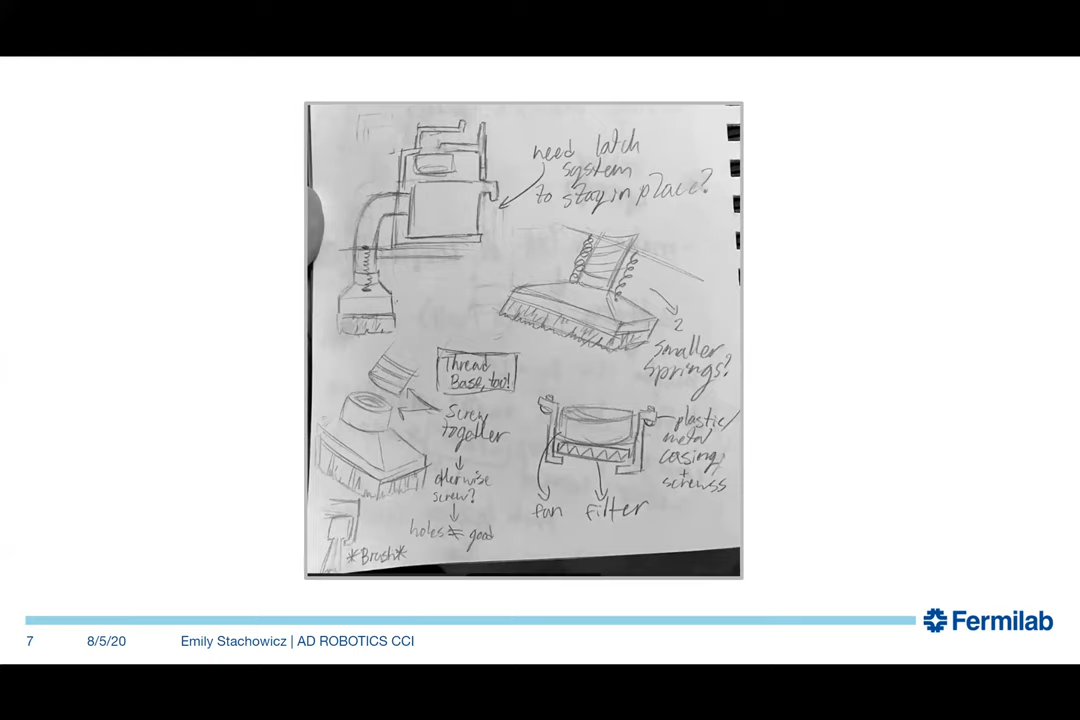 need latch
system
to stay in place?
2
smaller
springs?
Thread
Base, too!
Screw
together
otherwise
screw?
holes ≠ good
*Brush*
plastic/
metal
casing
+
screwss
fan
filter
Fermilab
7
8/5/20
Emily Stachowicz | AD ROBOTICS CCI